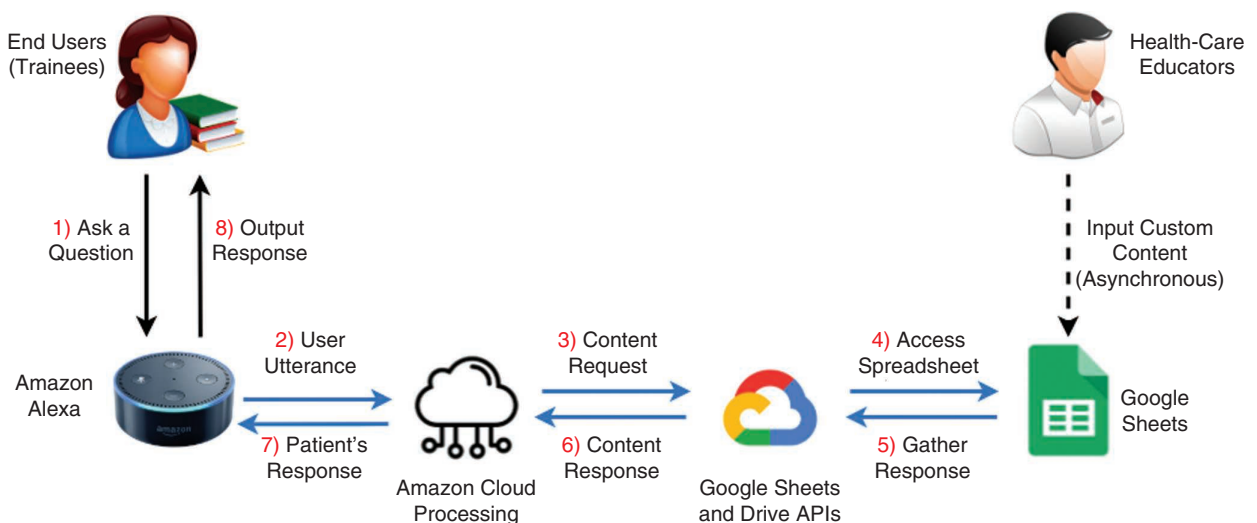 End Users
(Trainees)
Health-Care
Educators
1) Ask a
Question
8) Output
Response
Input Custom
Content
(Asynchronous)
Amazon
Alexa
amazon
2) User
Utterance
7) Patient's
Response
Amazon Cloud
Processing
3) Content
Request
6) Content
Response
Google Sheets
and Drive APIs
4) Access
Spreadsheet
5) Gather
Response
Google
Sheets